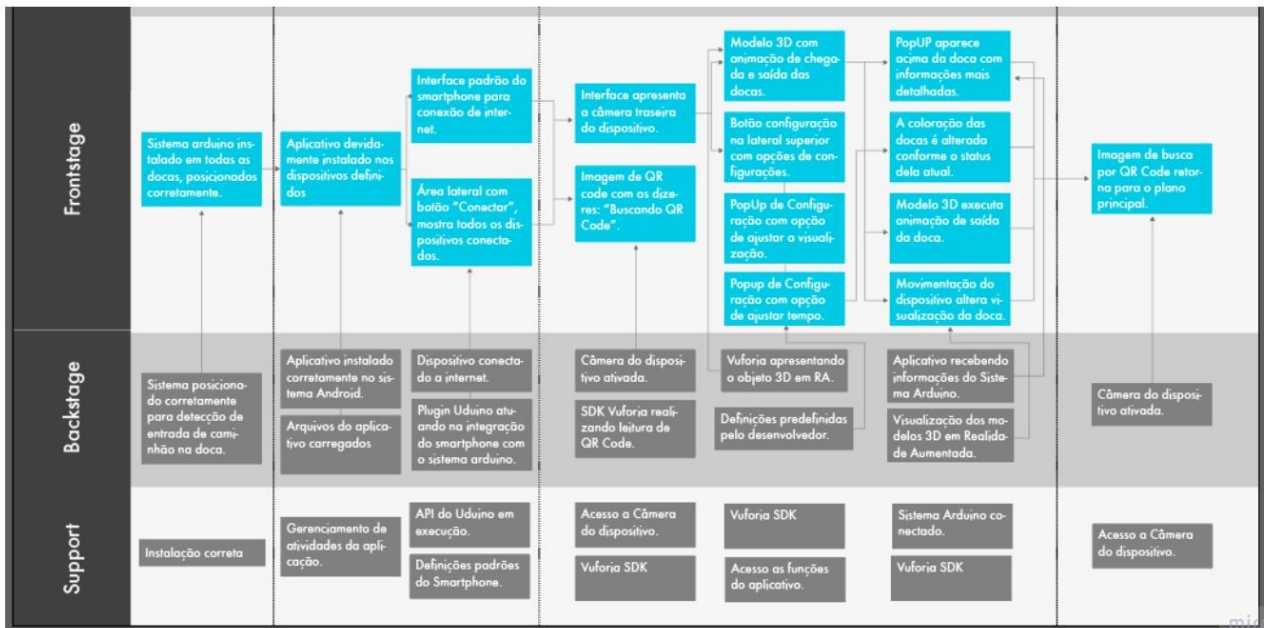 Frontstage
Sistema arduino ins-
talado em todas as
docas, posicionados
corretamente.
Aplicativo devida-
mente instalado nos
dispositivos defini-
dos
Interface padrão do
smartphone para
conexão de inter-
net.
Área lateral com
botão "Conectar",
mostra todos os dis-
positivos conecta-
dos.
Interface apresenta
a câmera traseira
do dispositivo.
Imagem de QR
code com os dize-
res: "Buscando QR
Code".
Modelo 3D com
animação de chega-
da e saída das
docas.
Botão configuração
na lateral superior
com opções de con-
figurações.
PopUp de Configu-
ração com opção
de ajustar a visuali-
zação.
Popup de Configu-
ração com opção
de ajustar tempo.
PopUP aparece
acima da doca com
informações mais
detalhadas.
A coloração das
docas é alterada
conforme o status
dela atual.
Modelo 3D executa
animação de saída
da doca.
Movimentação do
dispositivo altera vi-
sualização da doca.
Imagem de busca
por QR Code retor-
na para o plano
principal.
Backstage
Sistema posiciona-
do corretamente
para detecção de
entrada de cami-
nhão na doca.
Aplicativo instalado
corretamente no sis-
tema Android.
Arquivos do aplica-
tivo carregados
Dispositivo conecta-
do a internet.
Plugin Uduino atu-
ando na integração
do smartphone com
o sistema arduino.
Câmera do dispos-
itivo ativada.
SDK Vuforia reali-
zando leitura de
QR Code.
Vuforia apresentando
o objeto 3D em RA.
Definições predefinidas
pelo desenvolvedor.
Aplicativo recebendo
informações do Siste-
ma Arduino.
Visualização dos mo-
delos 3D em Realida-
de Aumentada.
Câmera do disposi-
tivo ativada.
Support
Instalação correta
Gerenciamento de
atividades da apli-
cação.
API do Uduino em
execução.
Definições padrões
do Smartphone.
Acesso a Câmera
do dispositivo.
Vuforia SDK
Vuforia SDK
Acesso as funções
do aplicativo.
Sistema Arduino co-
nectado.
Vuforia SDK
Acesso a Câmera
do dispositivo.